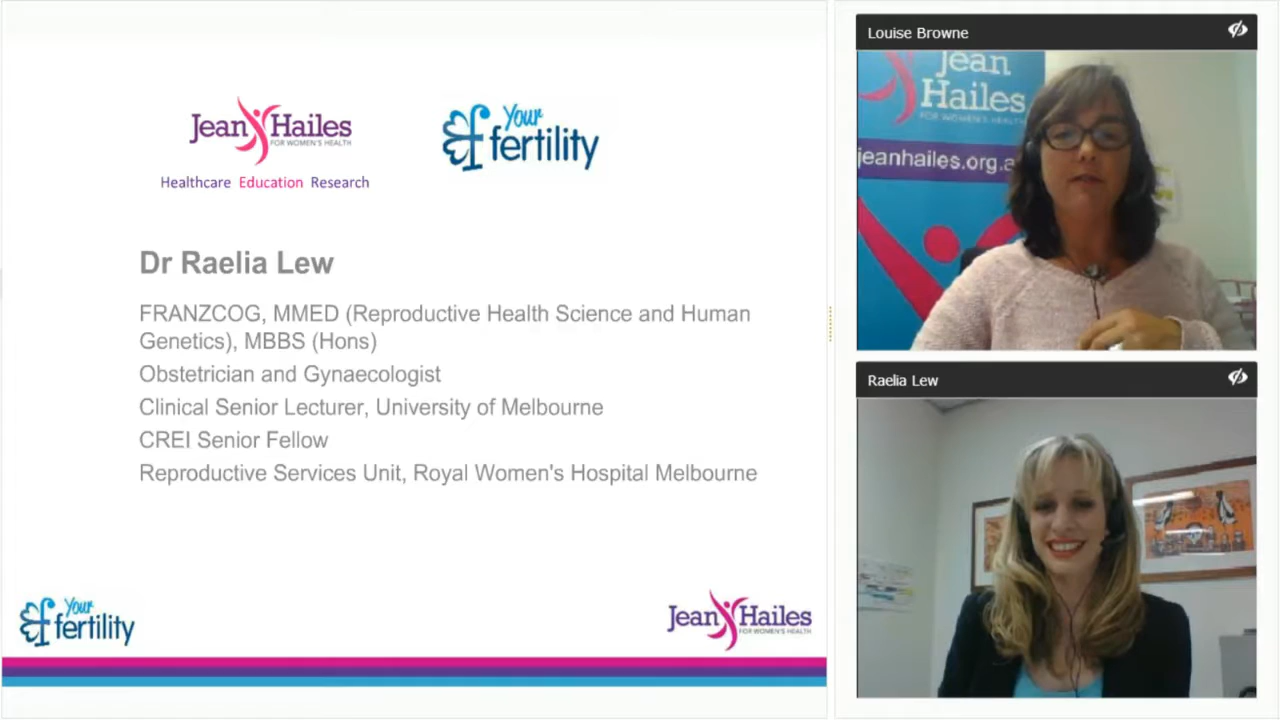 Jean Hailes
FOR WOMEN'S HEALTH
Healthcare Education Research
Your
fertility
Dr Raelia Lew
FRANZCOG, MMED (Reproductive Health Science and Human
Genetics), MBBS (Hons)
Obstetrician and Gynaecologist
Clinical Senior Lecturer, University of Melbourne
CREI Senior Fellow
Reproductive Services Unit, Royal Women's Hospital Melbourne
Your
fertility
Jean Hailes
FOR WOMEN'S HEALTH
Louise Browne
Jean
Hailes
FOR WOMEN'S HEALTH
jeanhailes.org.a
Raelia Lew